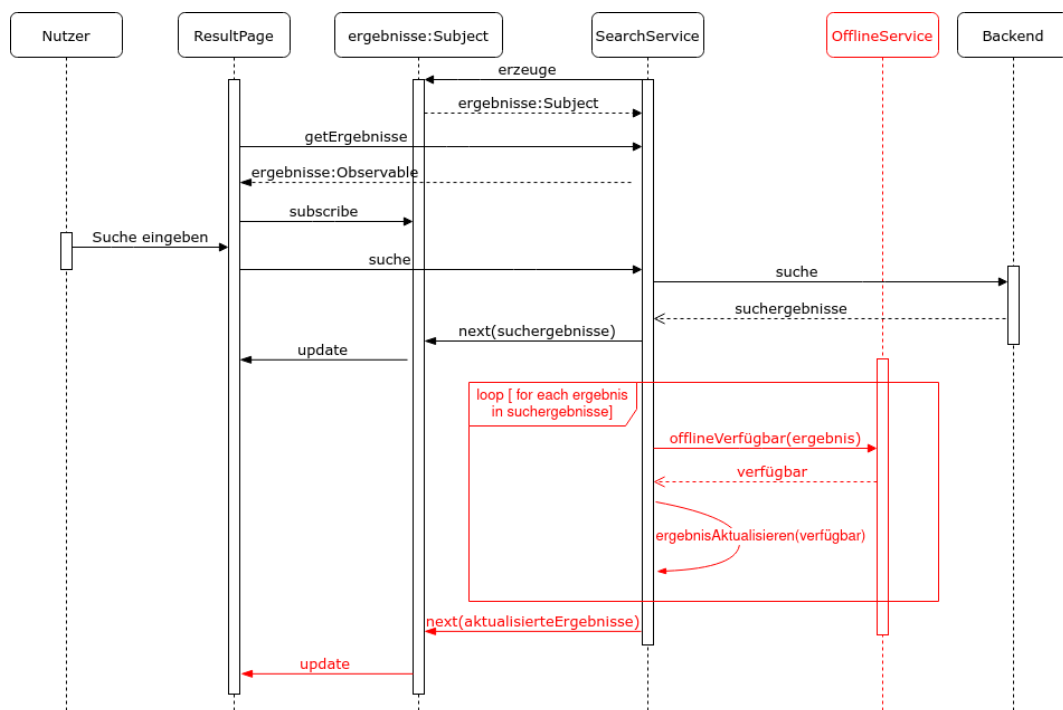 Nutzer
ResultPage
ergebnisse:Subject
SearchService
OfflineService
Backend
erzeuge
ergebnisse:Subject
getErgebnisse
ergebnisse:Observable
subscribe
Suche eingeben
suche
suche
suchergebnisse
next(suchergebnisse)
update
loop [ for each ergebnis
in suchergebnisse]
offlineVerfügbar(ergebnis)
verfügbar
ergebnisAktualisieren(verfügbar)
next(aktualisierteErgebnisse)
update